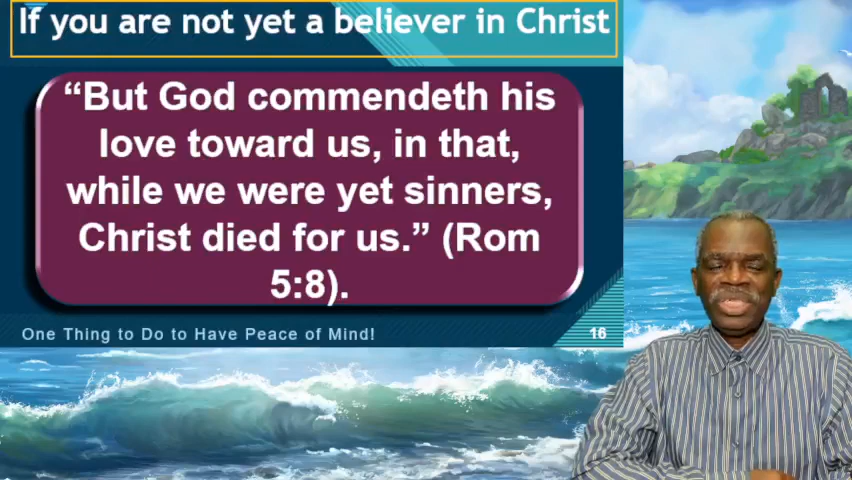 If you are not yet a believer in Christ
“But God commendeth his
love toward us, in that,
while we were yet sinners,
Christ died for us.” (Rom
5:8).
One Thing to Do to Have Peace of Mind!
16